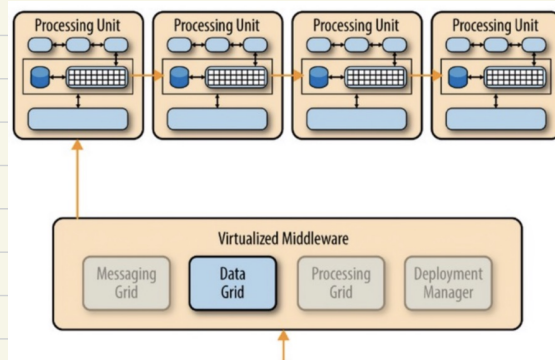 Processing Unit
Processing Unit
Processing Unit
Processing Unit
Virtualized Middleware
Messaging
Grid
Data
Grid
Processing
Grid
Deployment
Manager